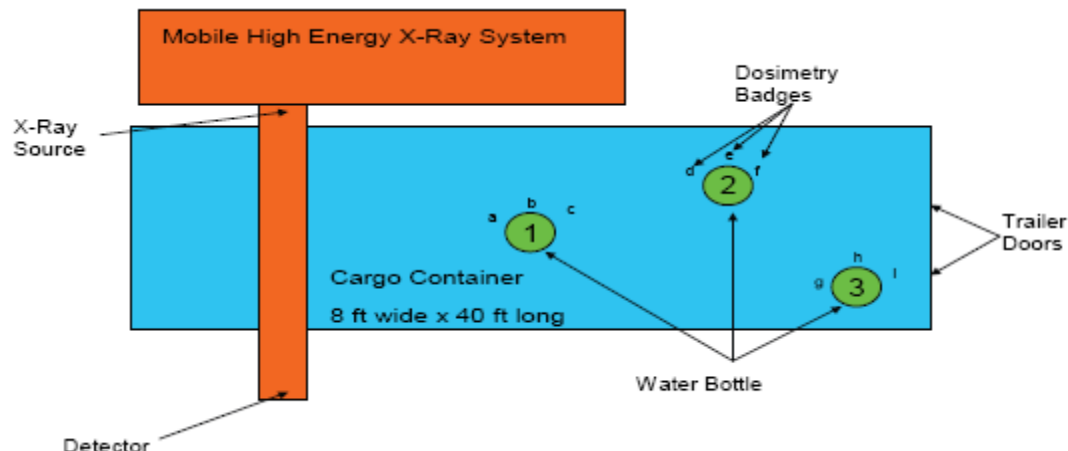 Mobile High Energy X-Ray System
Dosimetry
Badges
X-Ray
Source
e
d
f
2
b
a
c
1
Trailer
Doors
h
g
l
3
Cargo Container
8 ft wide x 40 ft long
Water Bottle
Detector